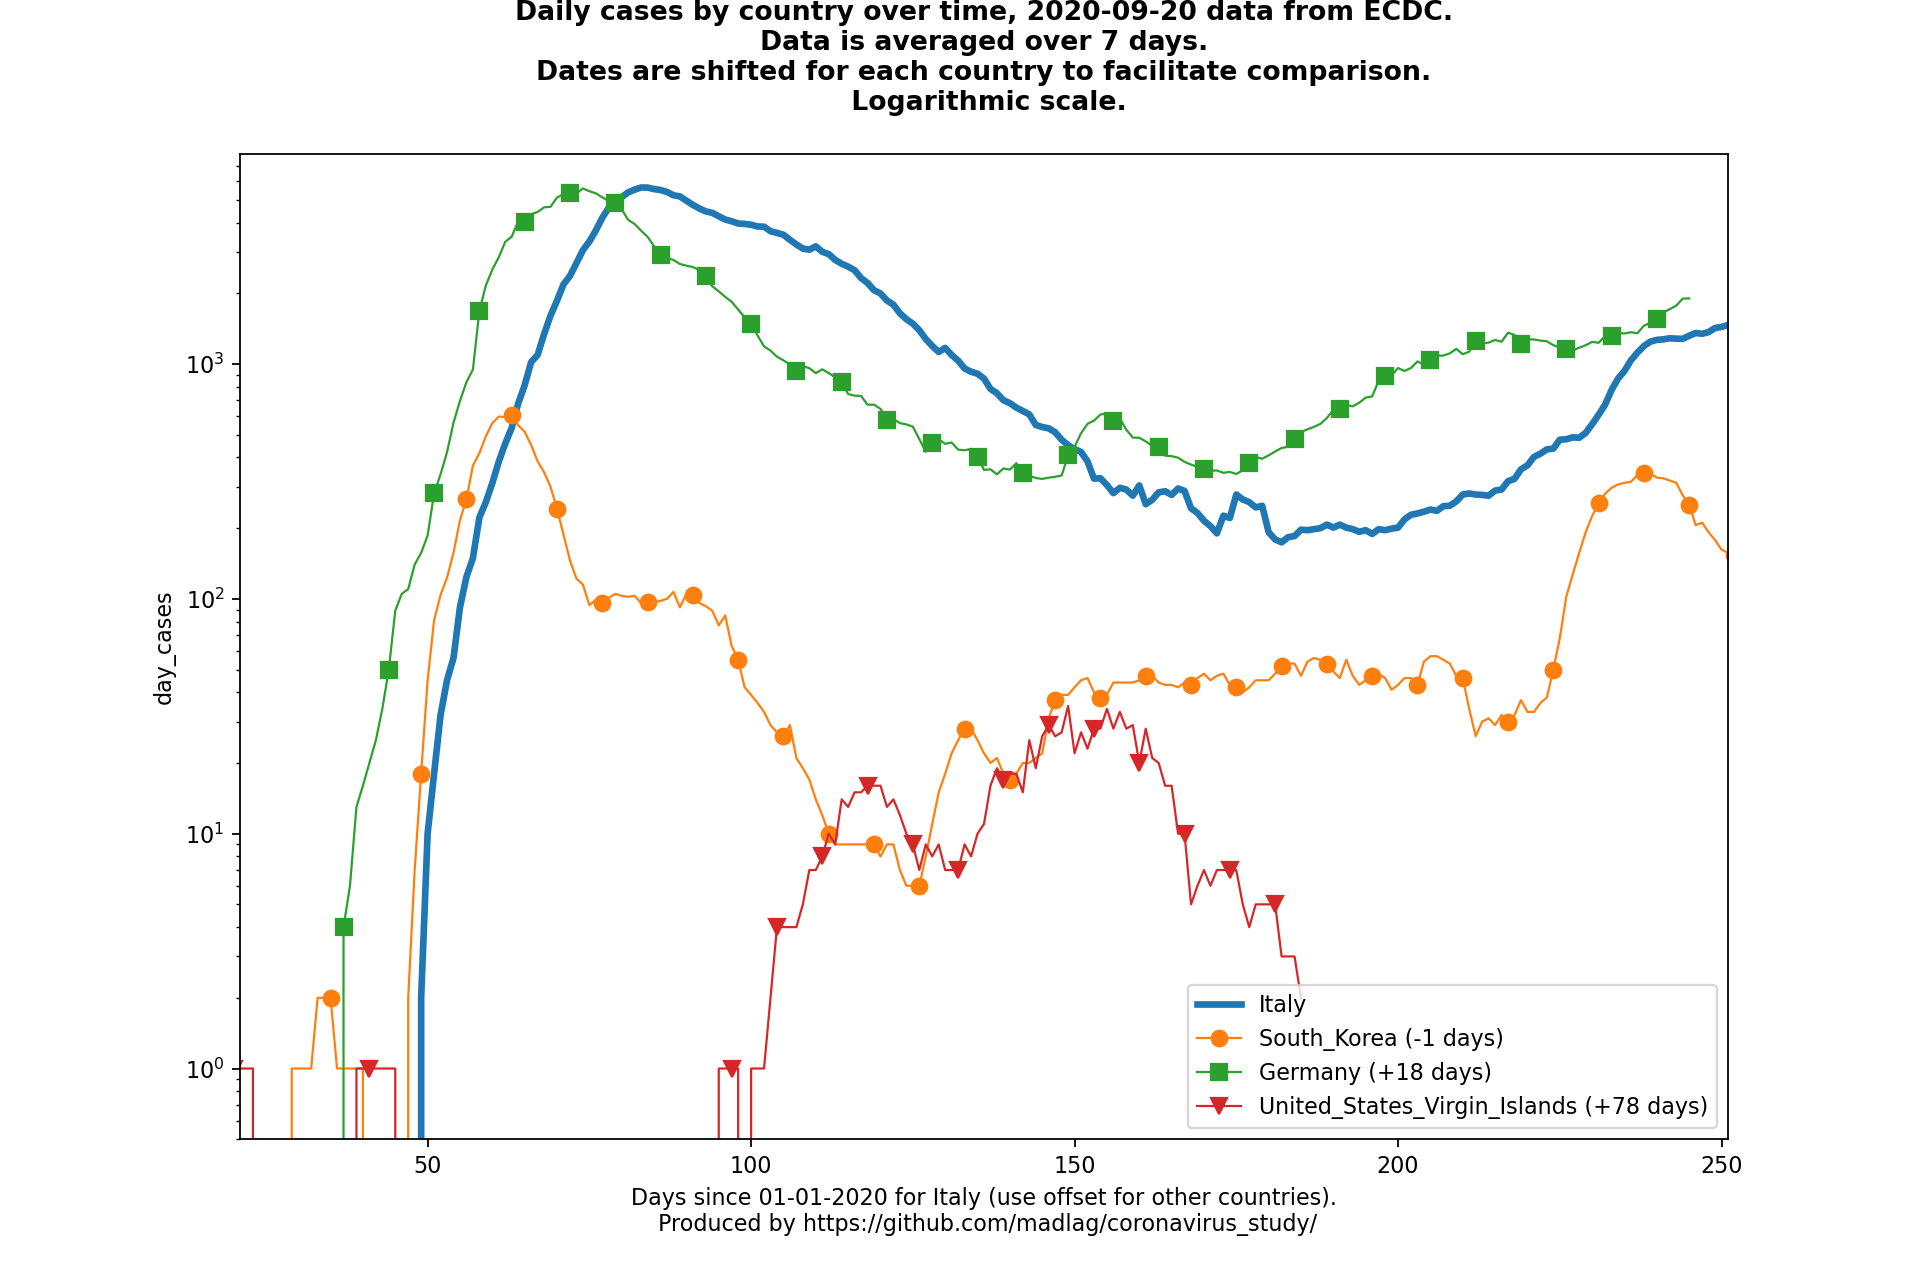 Daily cases by country over time, 2020-09-20 data from ECDC.
Data is averaged over 7 days.
Dates are shifted for each country to facilitate comparison.
Logarithmic scale.
10³
10²
10¹
10⁰
day_cases
50 100 150 200 250
Italy
South_Korea (-1 days)
Germany (+18 days)
United_States_Virgin_Islands (+78 days)
Days since 01-01-2020 for Italy (use offset for other countries).
Produced by https://github.com/madlag/coronavirus_study/